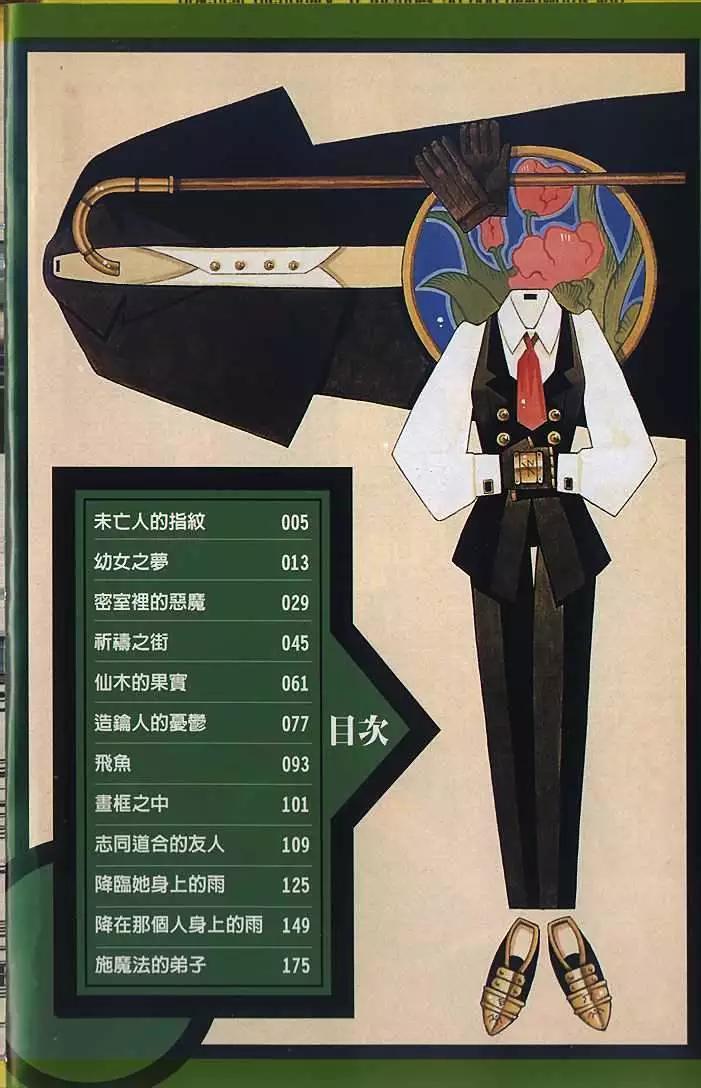 未亡人的指紋 005
幼女之夢 013
密室裡的惡魔 029
祈禱之街 045
仙木的果實 061
造鑰人的憂鬱 077
飛魚 093
畫框之中 101
志同道合的友人 109
降臨她身上的雨 125
降在那個人身上的雨 149
施魔法的弟子 175
目次